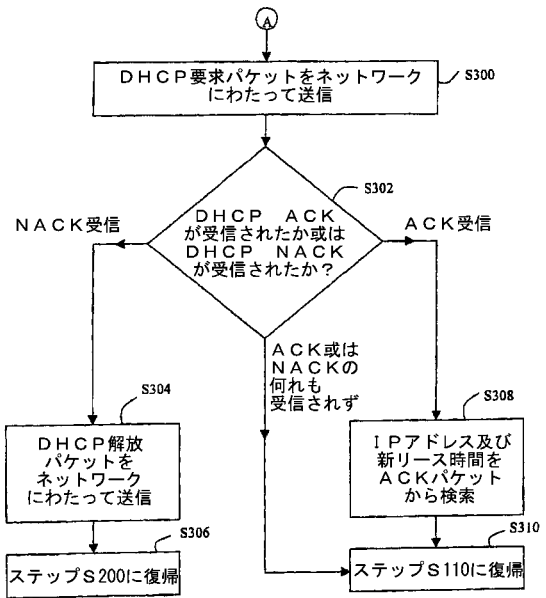 A
DHCP要求パケットをネットワーク
にわたって送信
S300
S302
DHCP ACK
が受信されたか或は
DHCP NACK
が受信されたか?
NACK受信
ACK受信
ACK或は
NACKの
何れも
受信されず
S304
DHCP解放
パケットを
ネットワーク
にわたって送信
S308
IPアドレス及び
新リース時間を
ACKパケット
から検索
S306
ステップS200に復帰
S310
ステップS110に復帰